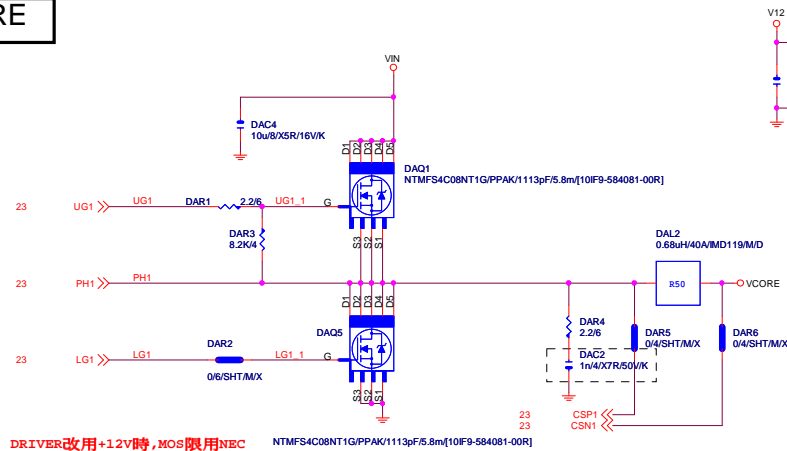 RE
V12
VIN
DAC4
10u/8/X5R/16V/K
D1 D2 D3 D4 D5
DAQ1
NTMFS4C08NT1G/PPAK/1113pF/5.8m/[10IF9-584081-00R]
23 UG1 UG1 DAR1 2.2/6 UG1_1 G
DAR3
8.2K/4
S3 S2 S1
DAL2
0.68uH/40A/IMD119/M/D
23 PH1 PH1
R50
VCORE
D1 D2 D3 D4 D5
DAQ5
DAR4
2.2/6
DAR5
0/4/SHT/M/X
DAR6
0/4/SHT/M/X
DAR2
23 LG1 LG1 LG1_1 G
0/6/SHT/M/X
DAC2
1n/4/X7R/50V/K
S3 S2 S1
23 CSP1
23 CSN1
DRIVER改用+12V時,MOS限用NEC
NTMFS4C08NT1G/PPAK/1113pF/5.8m/[10IF9-584081-00R]